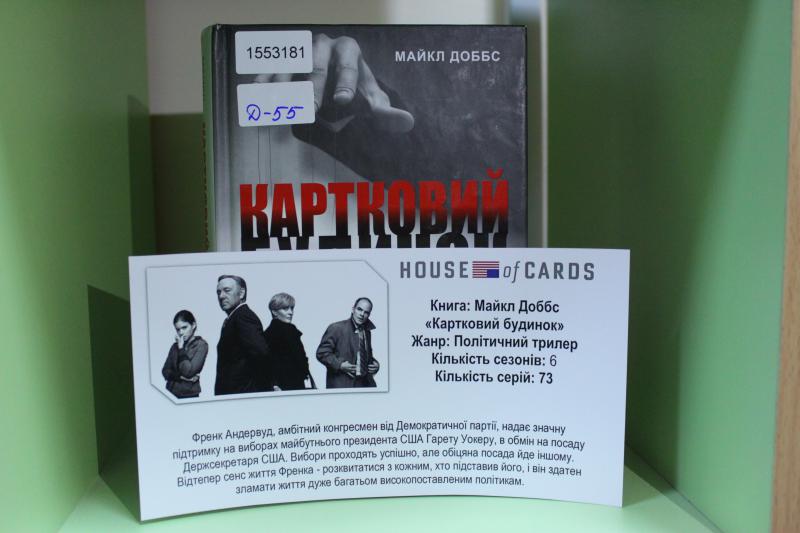 1553181
Д-55
МАЙКЛ ДОББС
КАРТКОВИЙ
БУДИНОК
HOUSE of CARDS
Книга: Майкл Доббс
«Картковий будинок»
Жанр: Політичний трилер
Кількість сезонів: 6
Кількість серій: 73
Френк Андервуд, амбітний конгресмен від Демократичної партії, надає значну
підтримку на виборах майбутнього президента США Гарету Уокеру, в обмін на посаду
Держсекретаря США. Вибори проходять успішно, але обіцяна посада йде іншому.
Відтепер сенс життя Френка - розквитатися з кожним, хто підставив його, і він здатен
зламати життя дуже багатьом високопоставленим політикам.